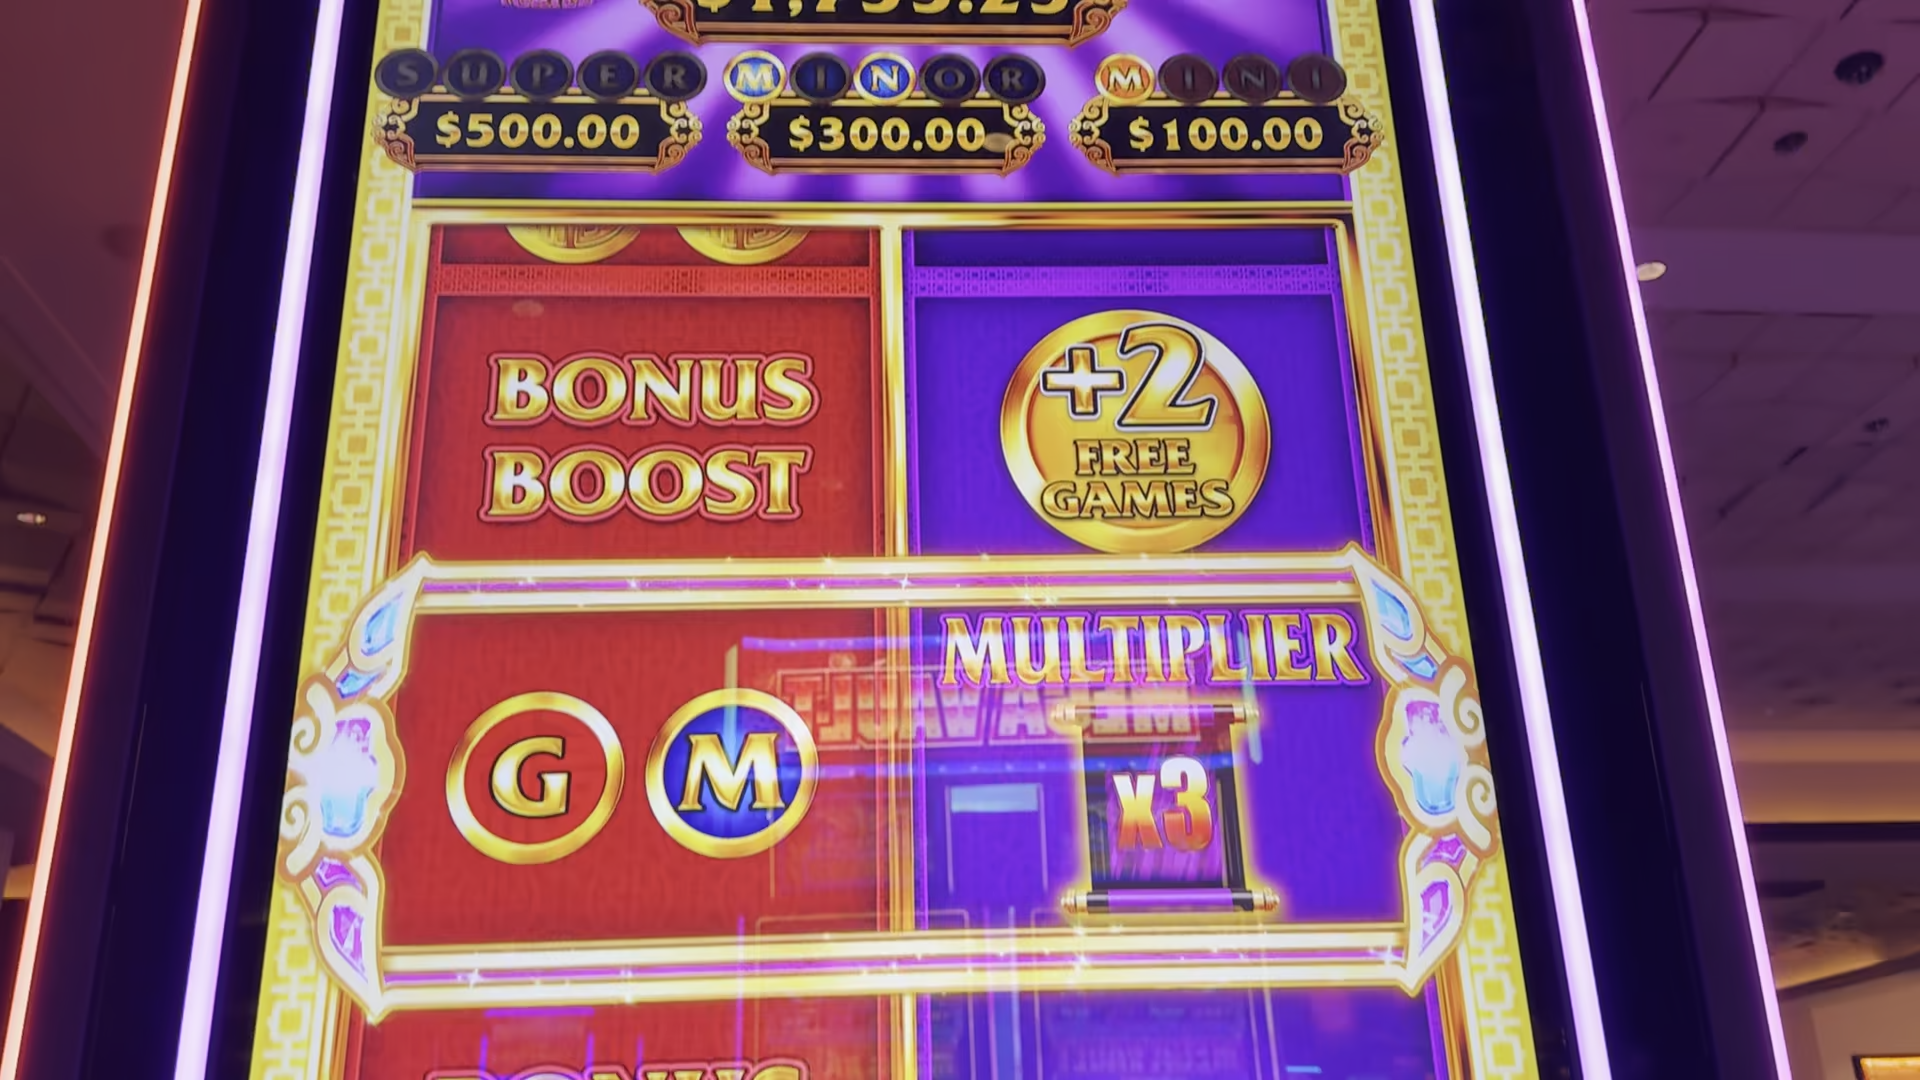 SUPER MINOR MINI
$500.00 $300.00 $100.00
BONUS
BOOST
+2
FREE
GAMES
MULTIPLIER
G M
x3